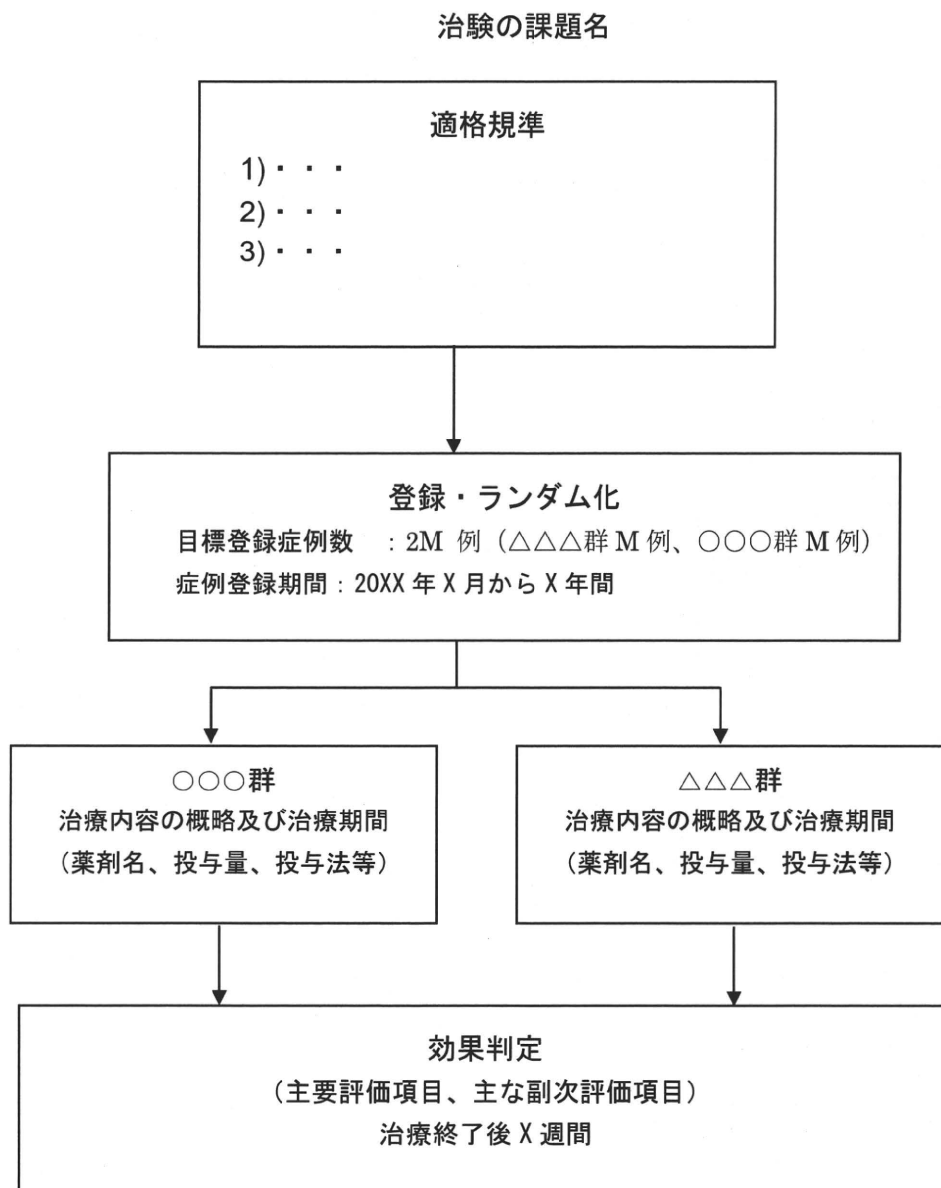 治験の課題名
適格規準
1)・・・
2)・・・
3)・・・
登録・ランダム化
目標登録症例数 :2M 例(△△△群 M 例、○○○群 M 例)
症例登録期間:20XX 年 X 月から X 年間
○○○群
治療内容の概略及び治療期間
(薬剤名、投与量、投与法等)
△△△群
治療内容の概略及び治療期間
(薬剤名、投与量、投与法等)
効果判定
(主要評価項目、主な副次評価項目)
治療終了後 X 週間